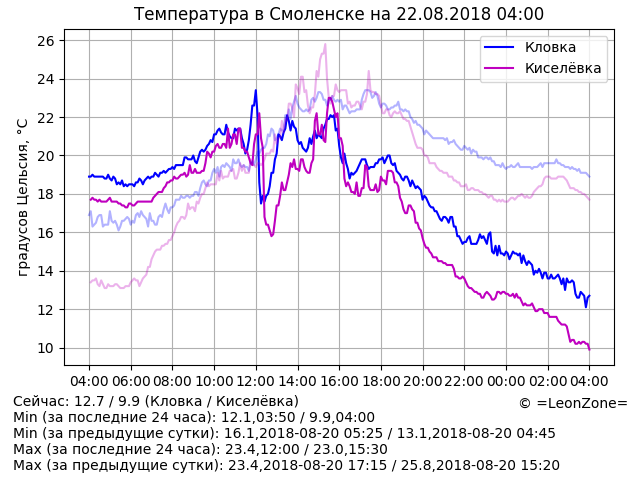 Температура в Смоленске на 22.08.2018 04:00
Кловка
Киселёвка
градусов Цельсия, °C
26
24
22
20
18
16
14
12
10
04:00 06:00 08:00 10:00 12:00 14:00 16:00 18:00 20:00 22:00 00:00 02:00 04:00
Сейчас: 12.7 / 9.9 (Кловка / Киселёвка)
© =LeonZone=
Min (за последние 24 часа): 12.1,03:50 / 9.9,04:00
Min (за предыдущие сутки): 16.1,2018-08-20 05:25 / 13.1,2018-08-20 04:45
Max (за последние 24 часа): 23.4,12:00 / 23.0,15:30
Max (за предыдущие сутки): 23.4,2018-08-20 17:15 / 25.8,2018-08-20 15:20